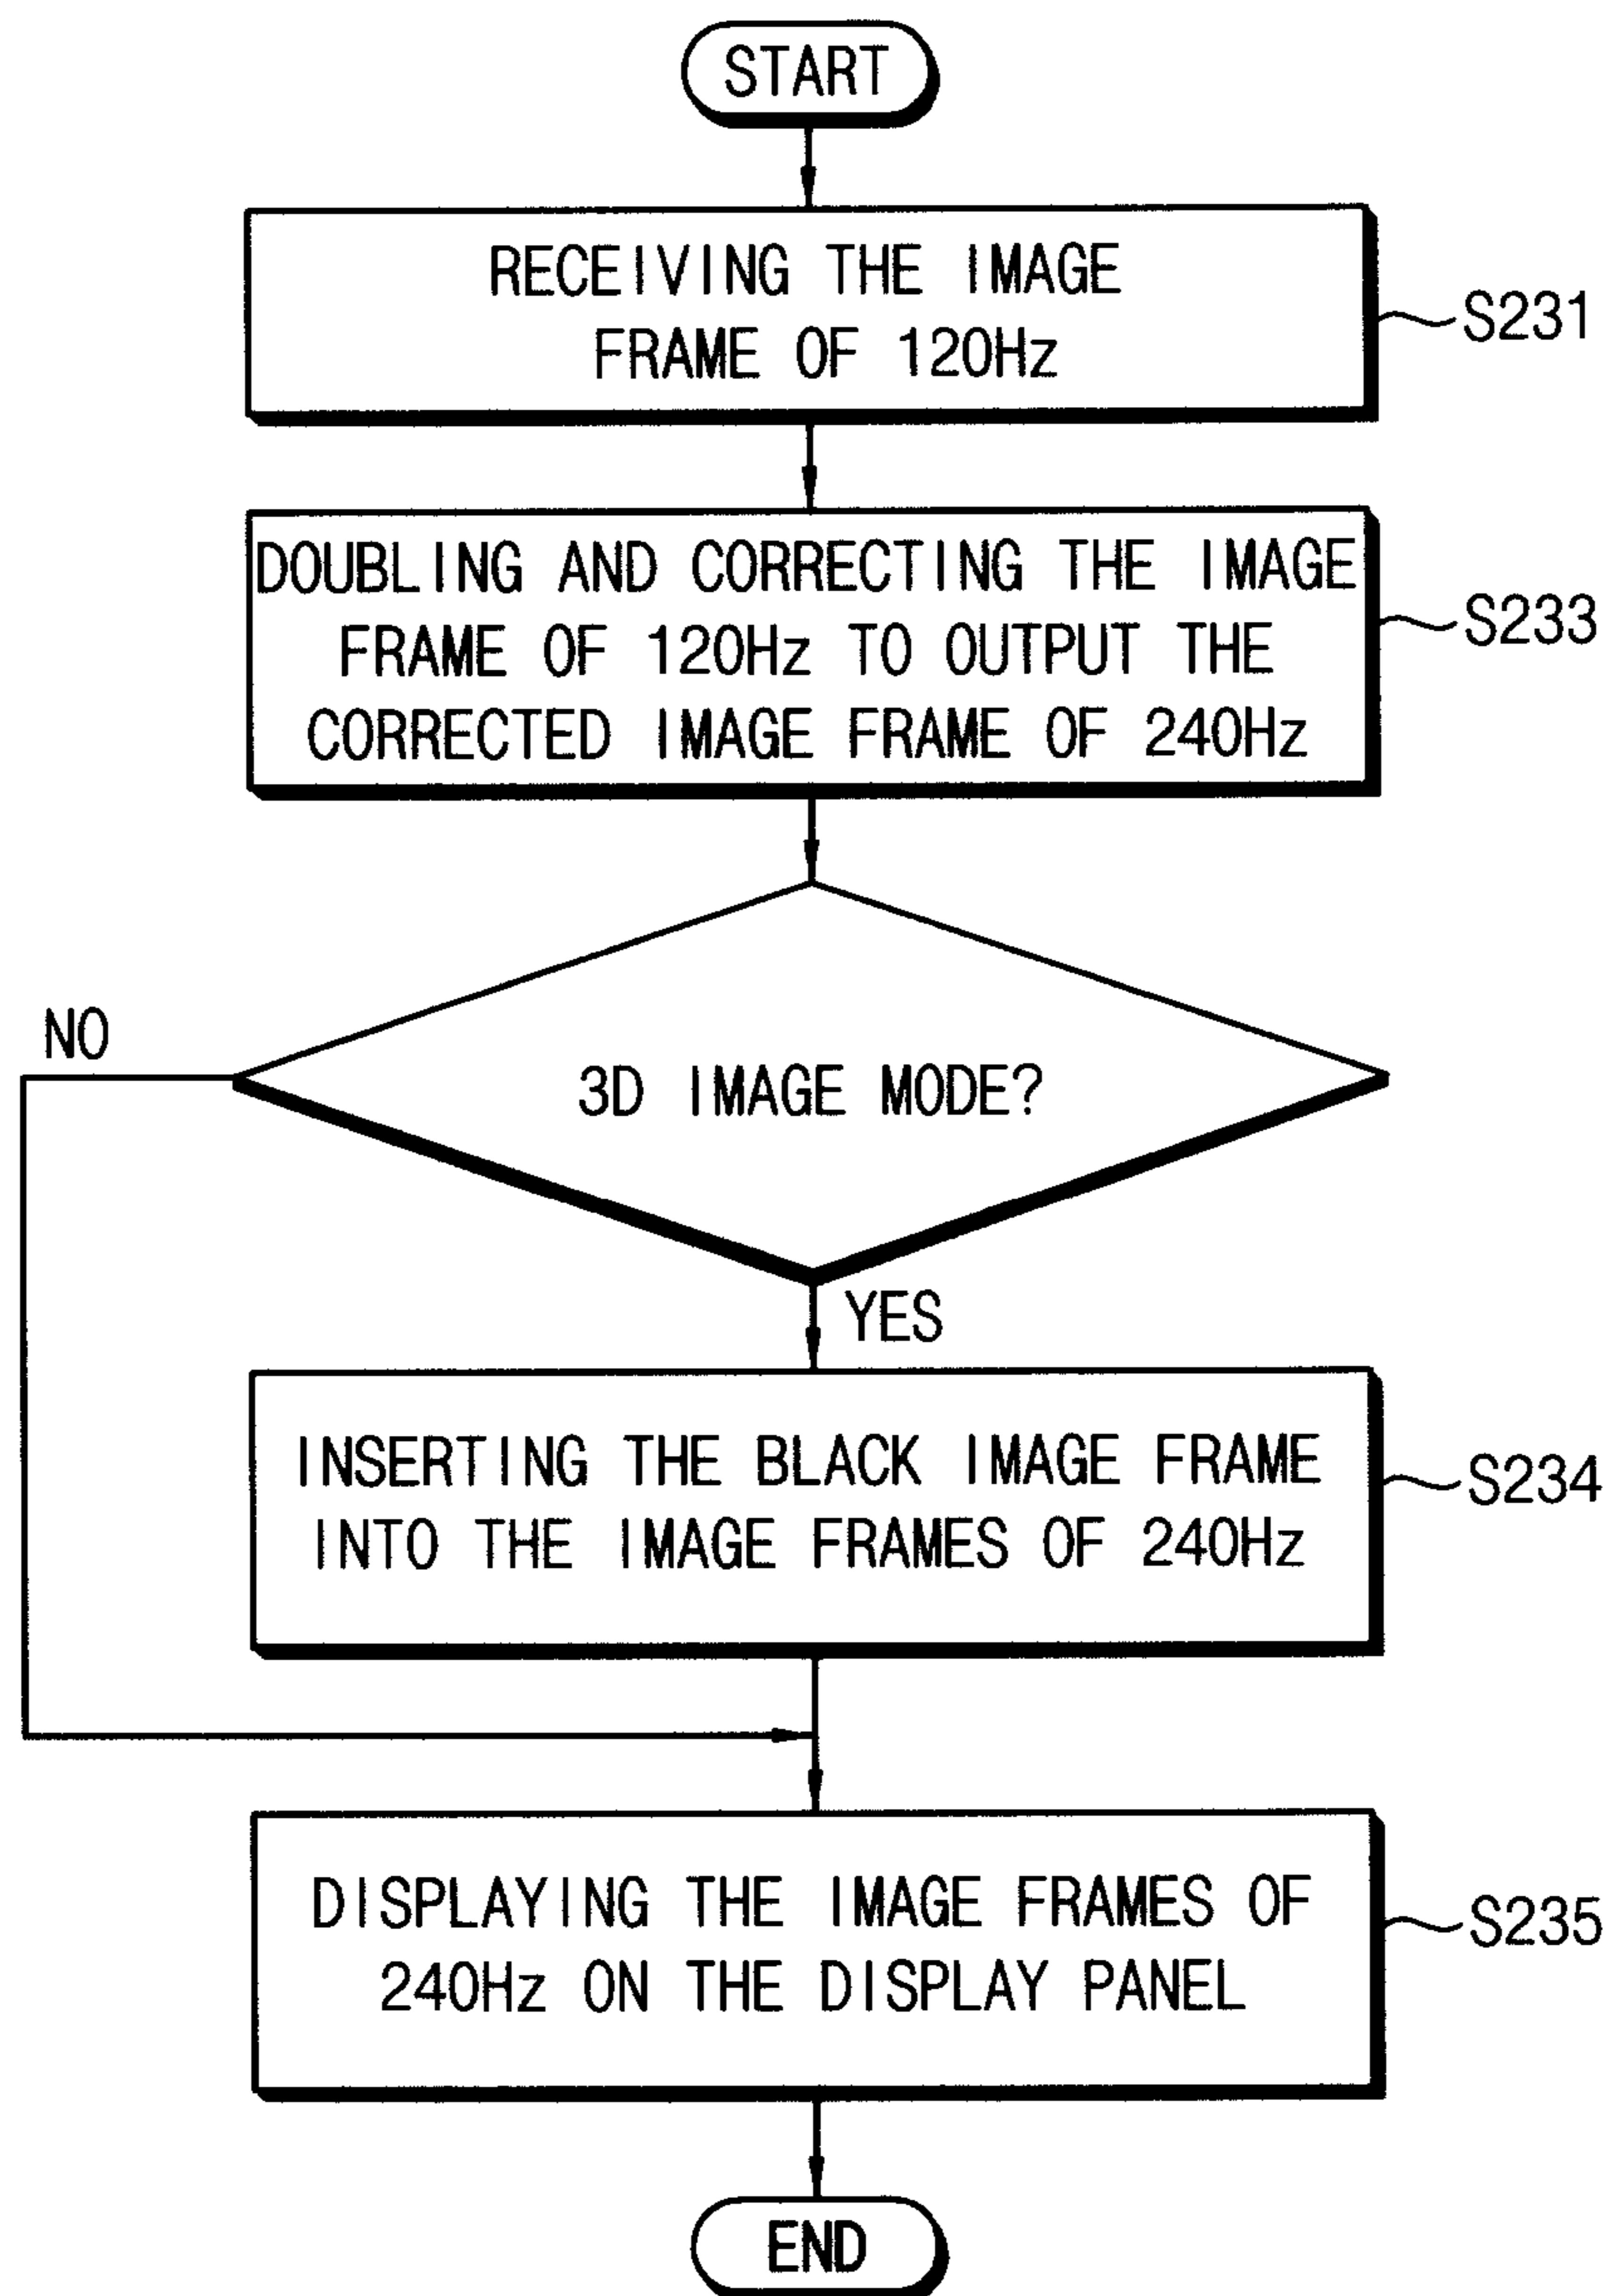 START
RECEIVING THE IMAGE
FRAME OF 120Hz
S231
DOUBLING AND CORRECTING THE IMAGE
FRAME OF 120Hz TO OUTPUT THE
CORRECTED IMAGE FRAME OF 240Hz
S233
3D IMAGE MODE?
NO
YES
INSERTING THE BLACK IMAGE FRAME
INTO THE IMAGE FRAMES OF 240Hz
S234
DISPLAYING THE IMAGE FRAMES OF
240Hz ON THE DISPLAY PANEL
S235
END